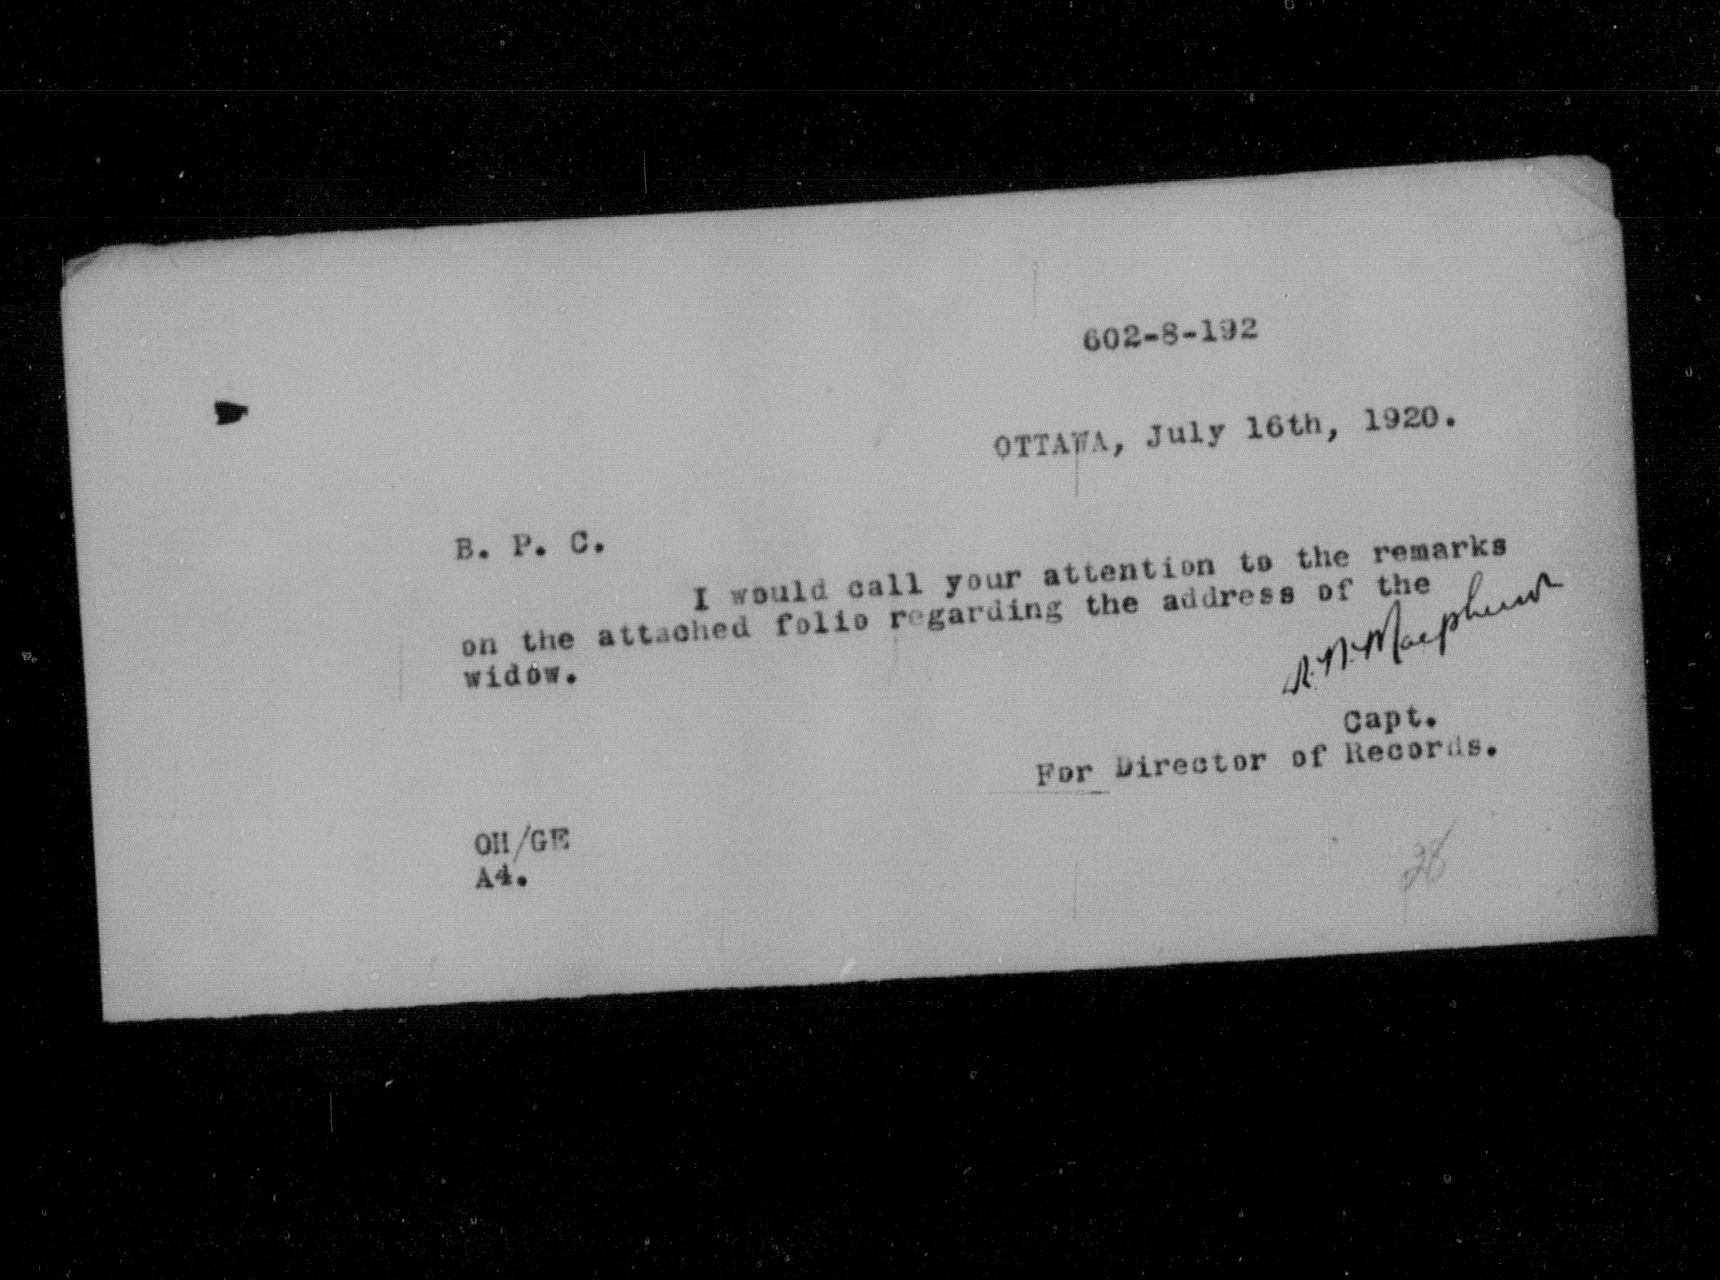 602-8-192
OTTAWA, July 16th, 1920.
B. P. C.
I would call your attention to the remarks
on the attached folio regarding the address of the
widow.
Capt.
For Director of Records.
OH/GE
A4.